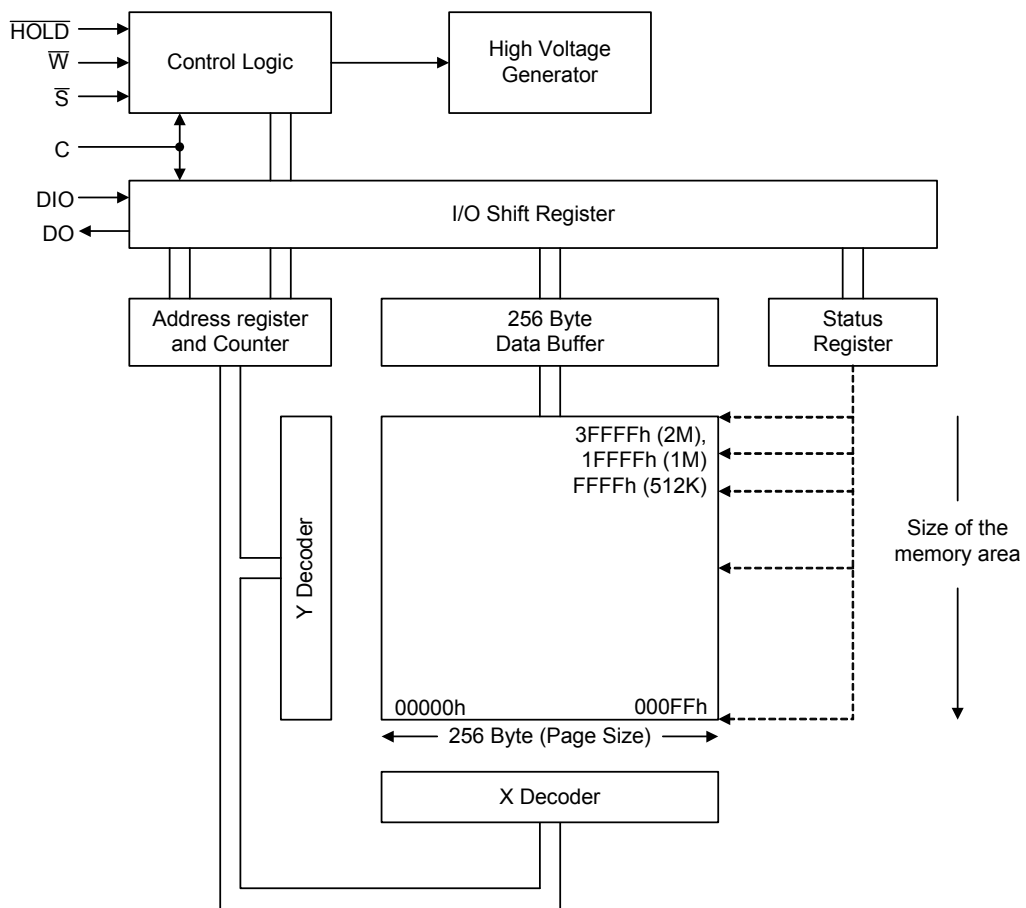 H̅O̅L̅D̅
W̅
S̅
C
DIO
DO
Control Logic
High Voltage
Generator
I/O Shift Register
Address register
and Counter
256 Byte
Data Buffer
Status
Register
3FFFFh (2M),
1FFFFh (1M)
FFFFh (512K)
Y Decoder
Size of the
memory area
00000h
000FFh
256 Byte (Page Size)
X Decoder